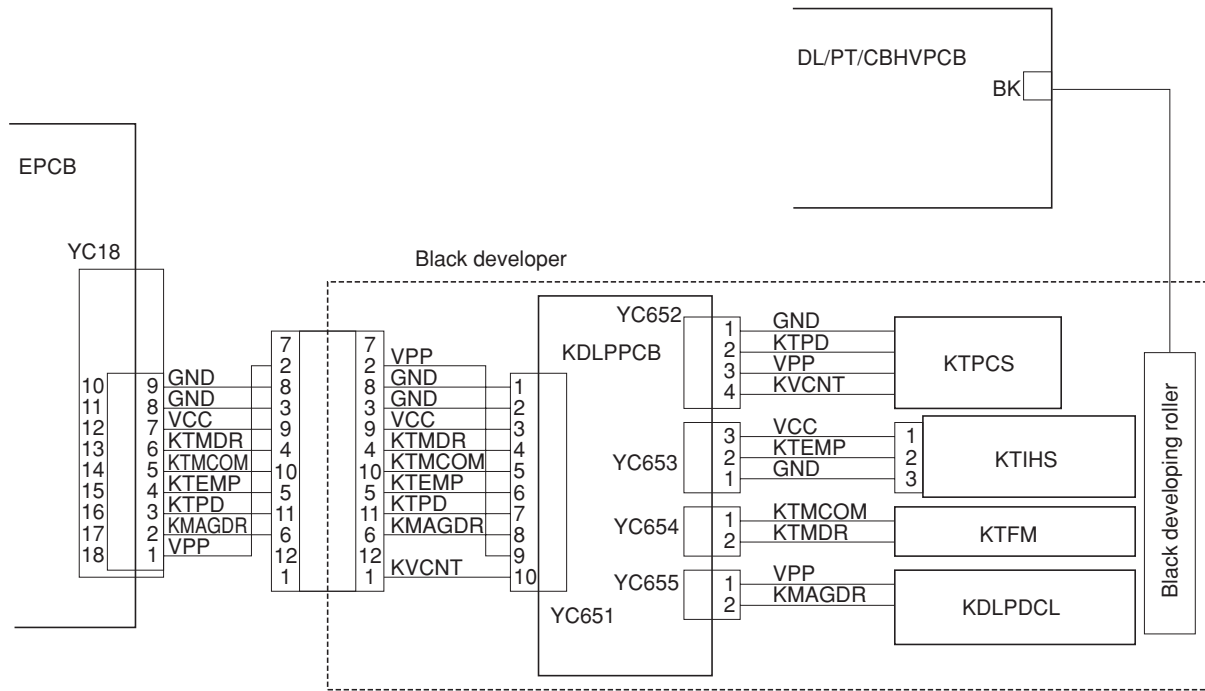 DL/PT/CBHVPCB
BK
EPCB
YC18
Black developer
10 9 GND 8
11 8 GND 3
12 7 VCC 9
13 6 KTMDR 4
14 5 KTMCOM 10
15 4 KTEMP 5
16 3 KTPD 11
17 2 KMAGDR 6
18 1 VPP
7
2
12
1
7
2 VPP
8 GND 1
3 GND 2
9 VCC 3
4 KTMDR 4
10 KTMCOM 5
5 KTEMP 6
11 KTPD 7
6 KMAGDR 8
12 9
1 KVCNT 10
YC651
KDLPPCB
YC652
1 GND
2 KTPD
3 VPP
4 KVCNT
KTPCS
YC653
3 VCC 1
2 KTEMP 2
1 GND 3
KTIHS
YC654
1 KTMCOM
2 KTMDR
KTFM
YC655
1 VPP
2 KMAGDR
KDLPDCL
Black developing roller